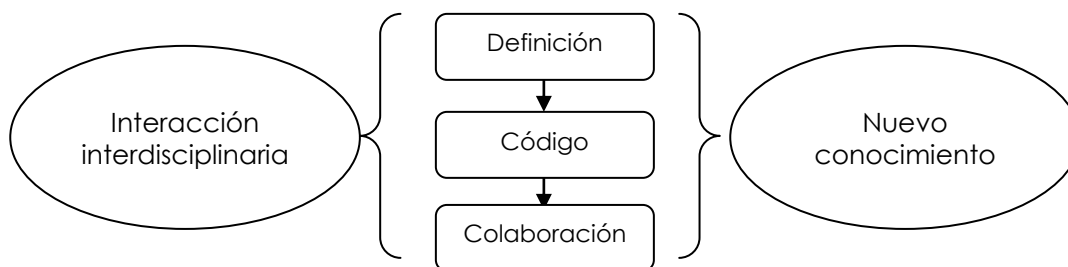 Interacción
interdisciplinaria
Definición
Código
Colaboración
Nuevo
conocimiento